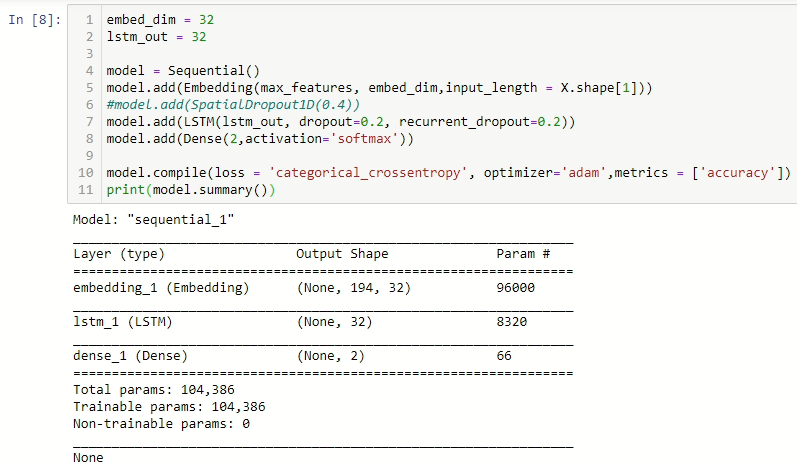 In [8]:
1 embed_dim = 32
2 lstm_out = 32
3
4 model = Sequential()
5 model.add(Embedding(max_features, embed_dim,input_length = X.shape[1]))
6 #model.add(SpatialDropout1D(0.4))
7 model.add(LSTM(lstm_out, dropout=0.2, recurrent_dropout=0.2))
8 model.add(Dense(2,activation='softmax'))
9
10 model.compile(loss = 'categorical_crossentropy', optimizer='adam',metrics = ['accuracy'])
11 print(model.summary())
Model: "sequential_1"
_________________________________________________________________
Layer (type) Output Shape Param #
=================================================================
embedding_1 (Embedding) (None, 194, 32) 96000
_________________________________________________________________
lstm_1 (LSTM) (None, 32) 8320
_________________________________________________________________
dense_1 (Dense) (None, 2) 66
=================================================================
Total params: 104,386
Trainable params: 104,386
Non-trainable params: 0
_________________________________________________________________
None